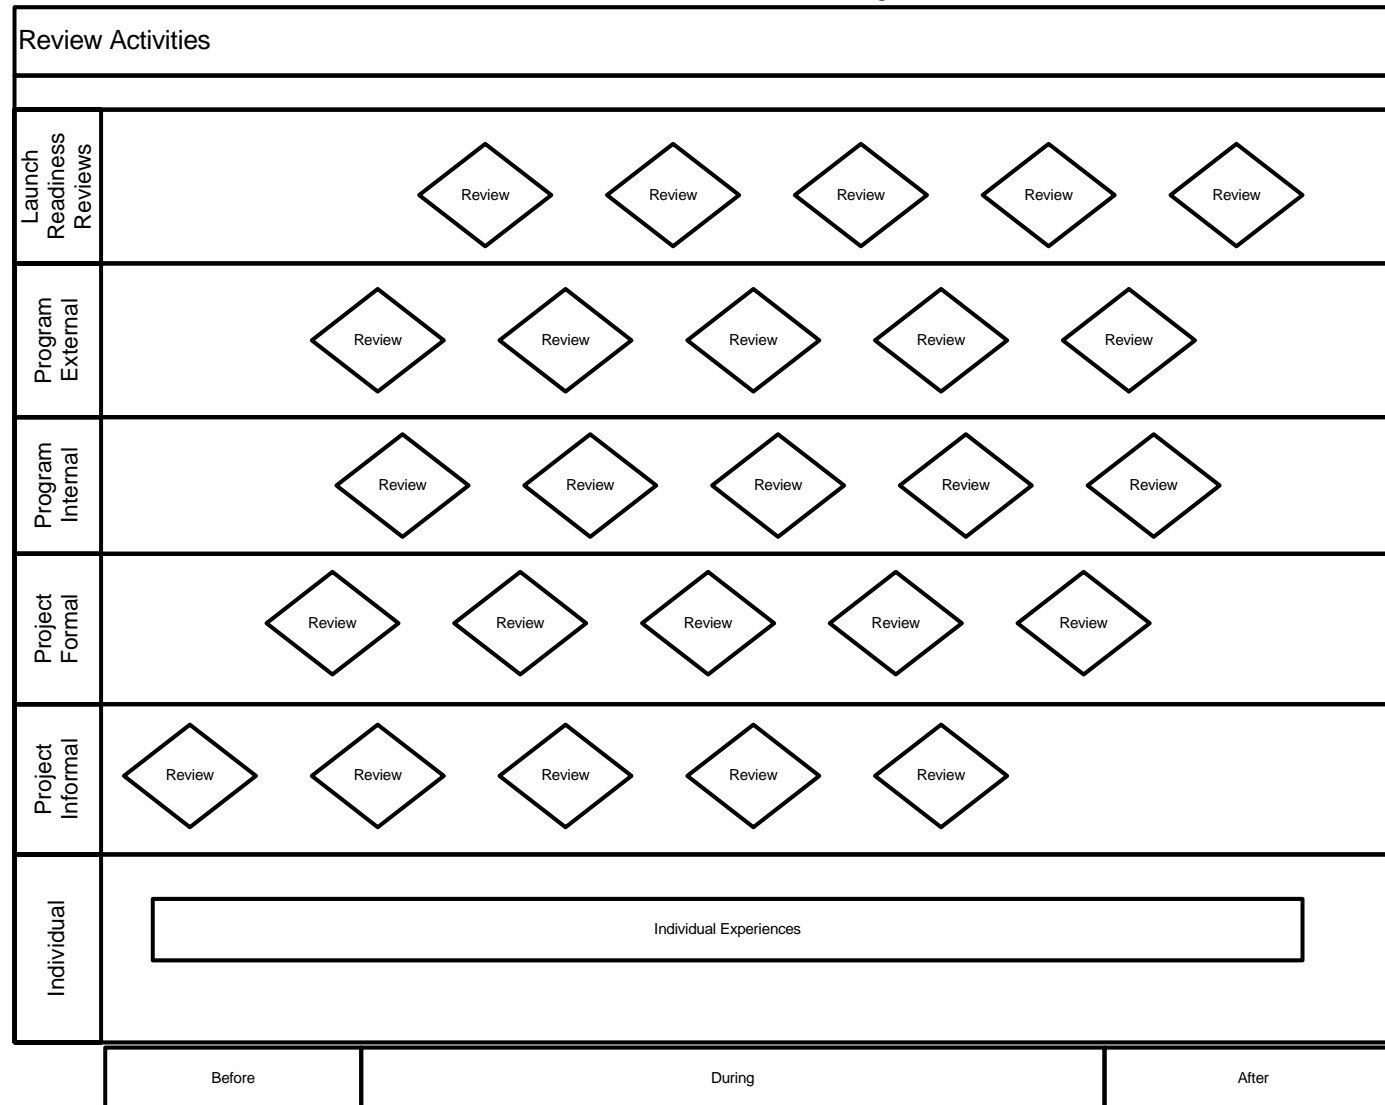 Review Activities
Launch
Readiness
Reviews
Review Review Review Review Review
Program
External
Review Review Review Review Review
Program
Internal
Review Review Review Review Review
Project
Formal
Review Review Review Review Review
Project
Informal
Review Review Review Review Review
Individual
Individual Experiences
Before During After